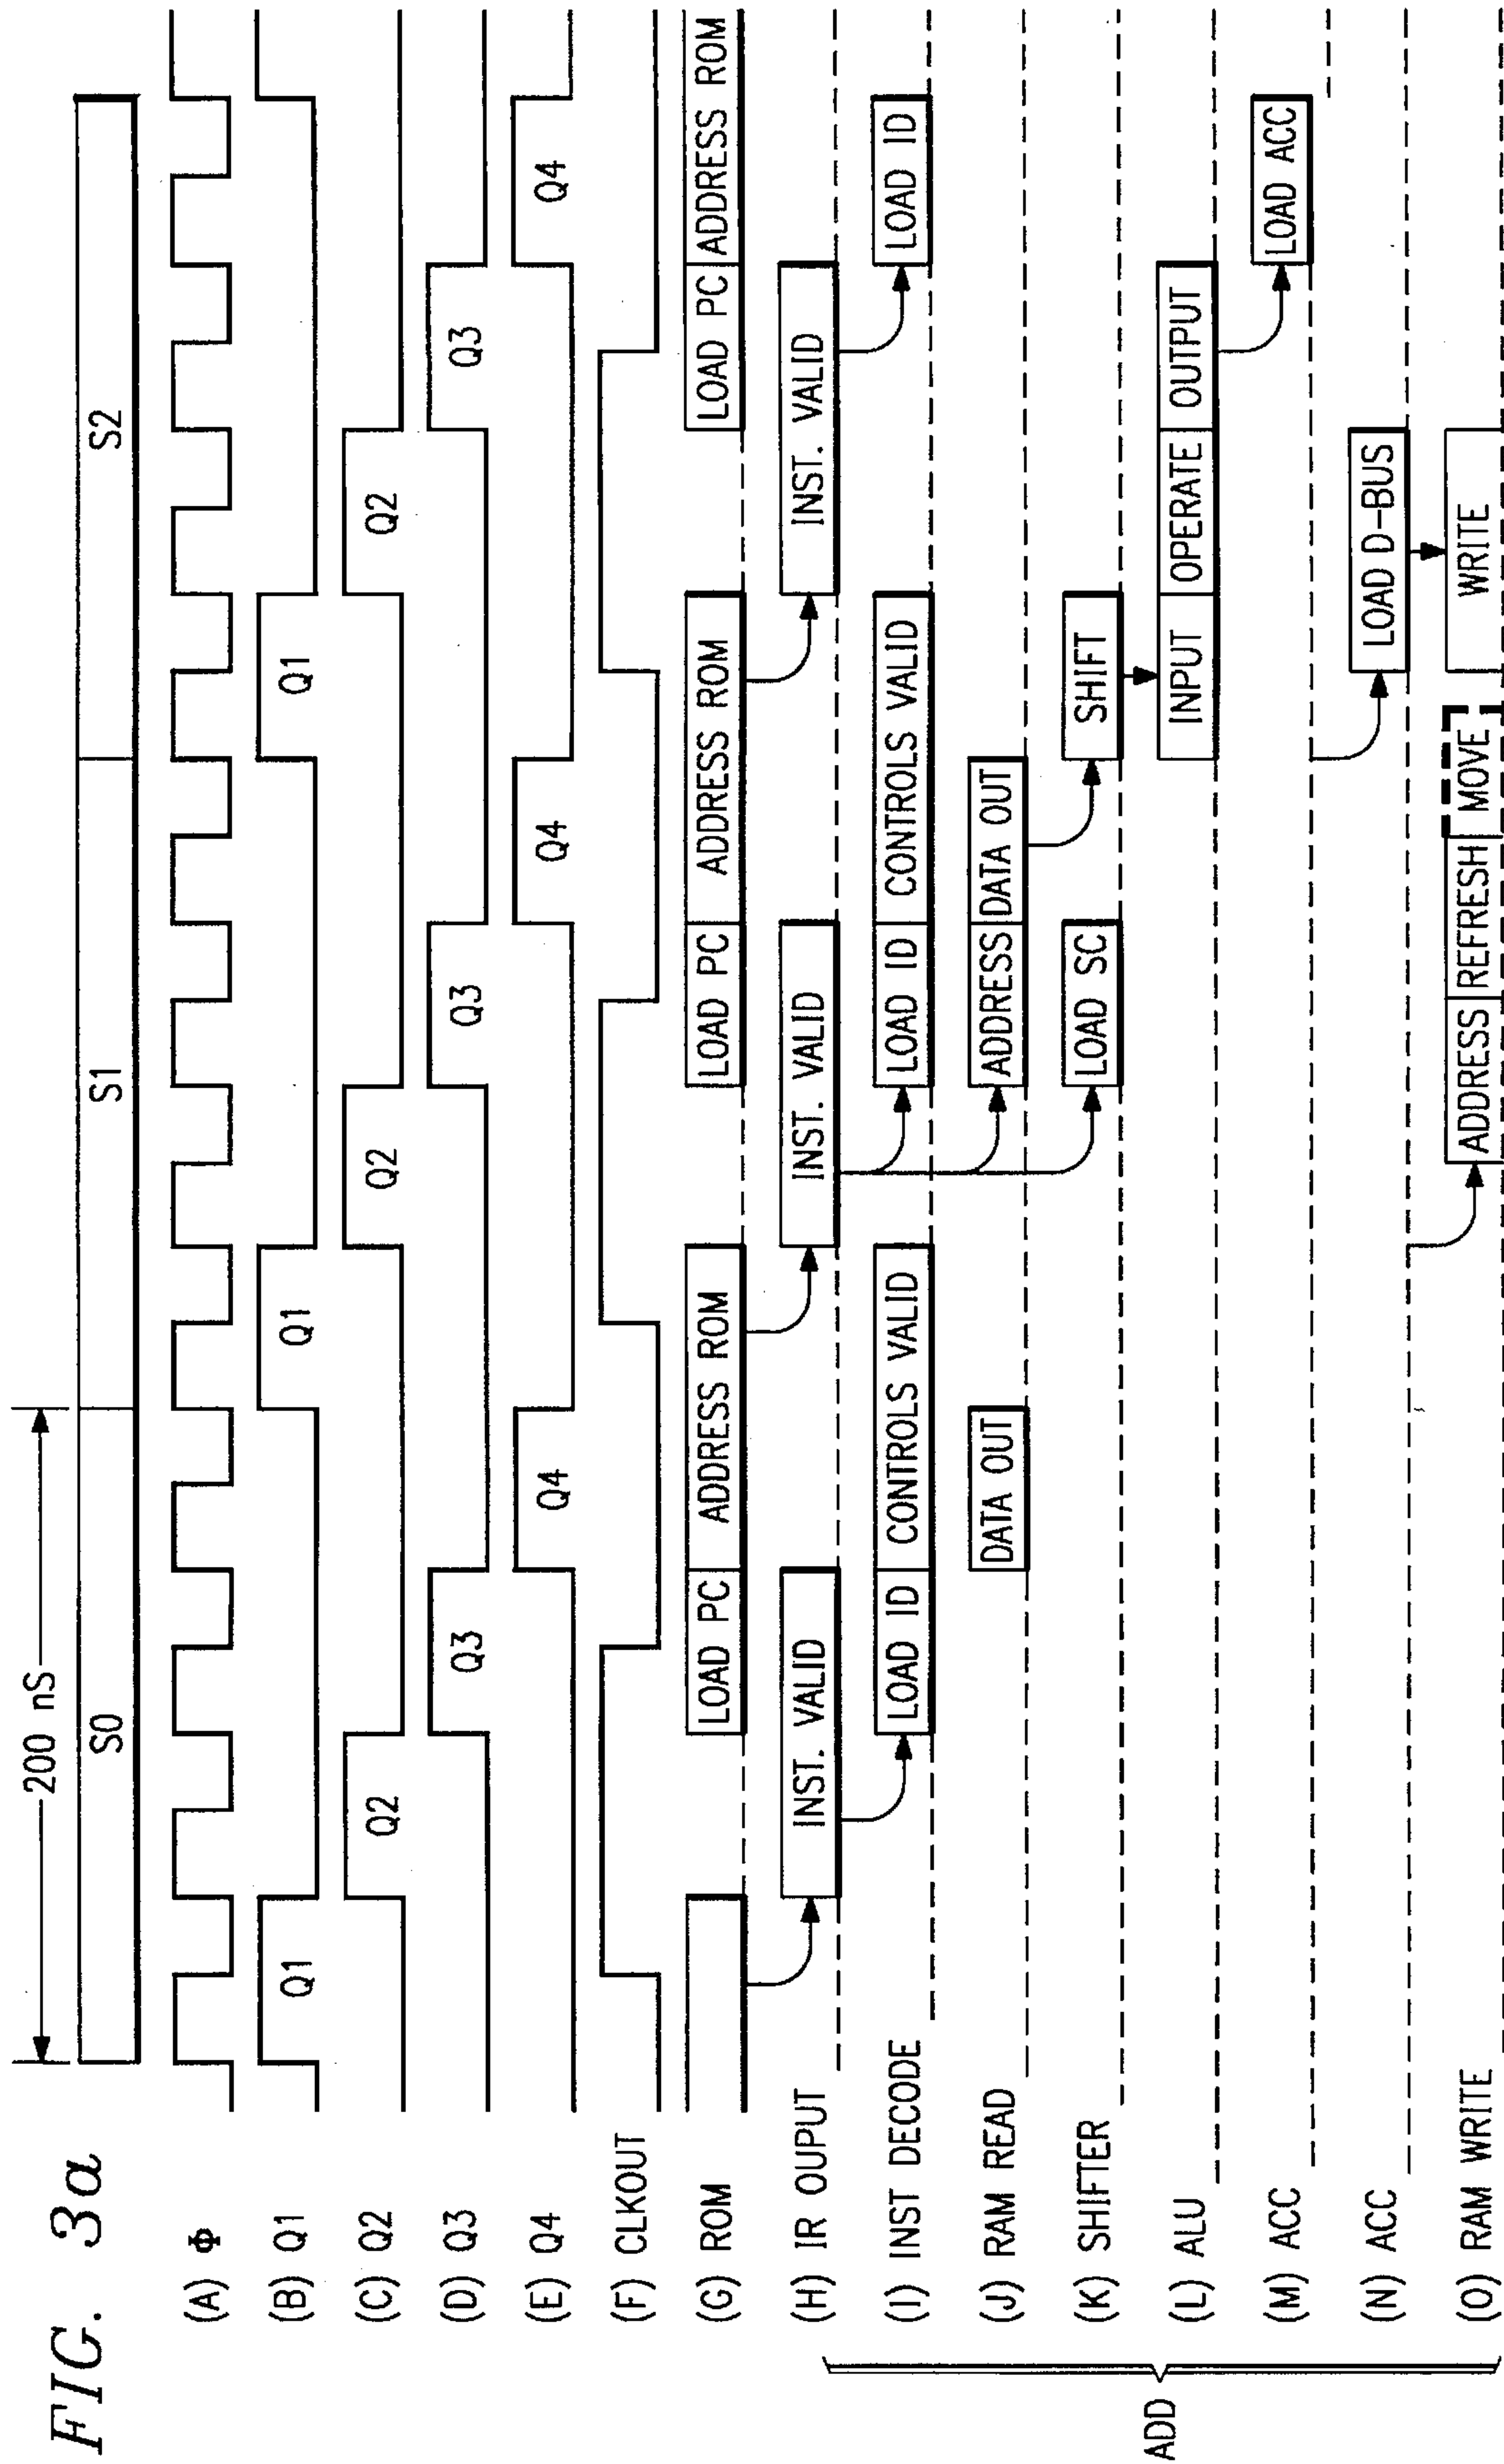 FIG. 3a
200 nS
S0 S1 S2
(A) Φ
(B) Q1 Q1 Q1 Q1
(C) Q2 Q2 Q2 Q2
(D) Q3 Q3 Q3 Q3
(E) Q4 Q4 Q4 Q4
(F) CLKOUT
(G) ROM LOAD PC ADDRESS ROM LOAD PC ADDRESS ROM LOAD PC ADDRESS ROM
(H) IR OUPUT INST. VALID INST. VALID INST. VALID
(I) INST DECODE LOAD ID CONTROLS VALID LOAD ID CONTROLS VALID LOAD ID
(J) RAM READ DATA OUT ADDRESS DATA OUT
(K) SHIFTER LOAD SC SHIFT
(L) ALU INPUT OPERATE OUTPUT
(M) ACC LOAD ACC
(N) ACC LOAD D-BUS
(O) RAM WRITE ADDRESS REFRESH MOVE WRITE
ADD